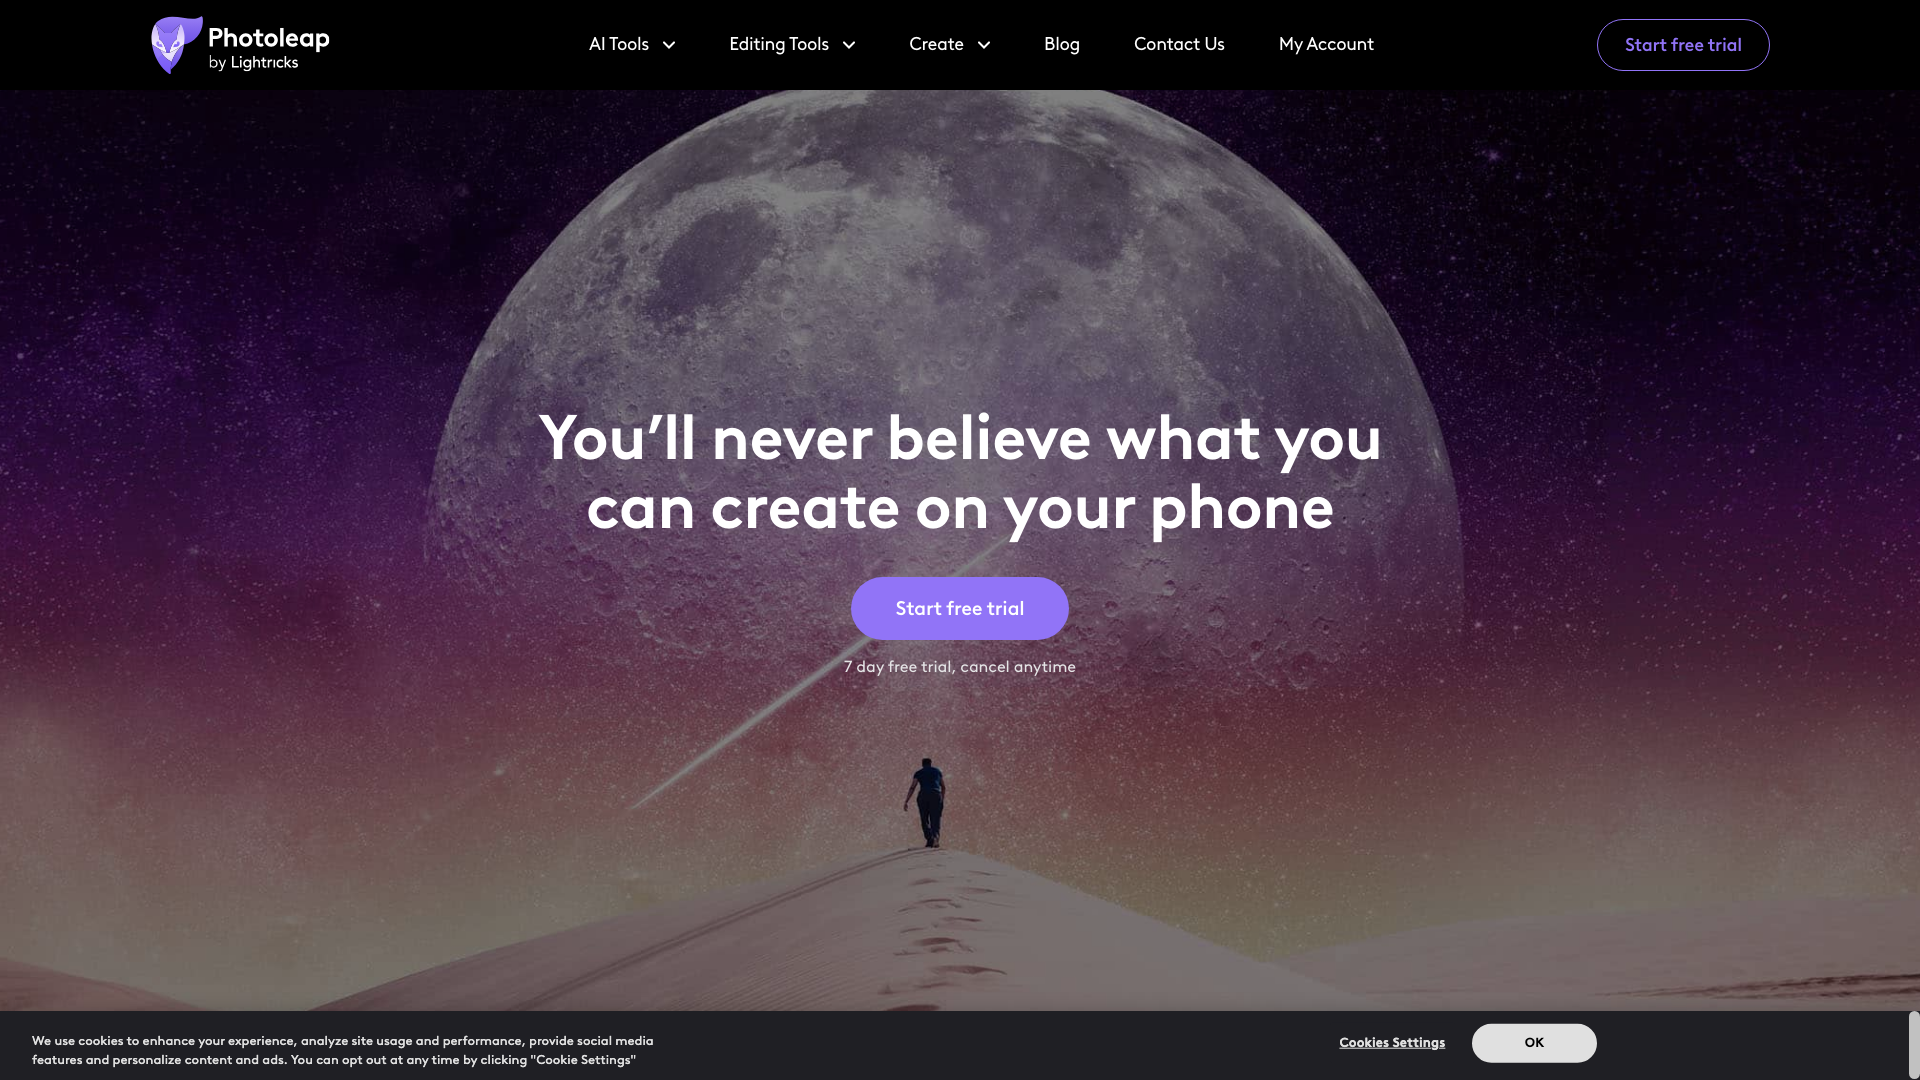 Photoleap
by Lightricks
AI Tools
Editing Tools
Create
Blog
Contact Us
My Account
Start free trial
You’ll never believe what you
can create on your phone
Start free trial
7 day free trial, cancel anytime
We use cookies to enhance your experience, analyze site usage and performance, provide social media
features and personalize content and ads. You can opt out at any time by clicking "Cookie Settings"
Cookies Settings
OK